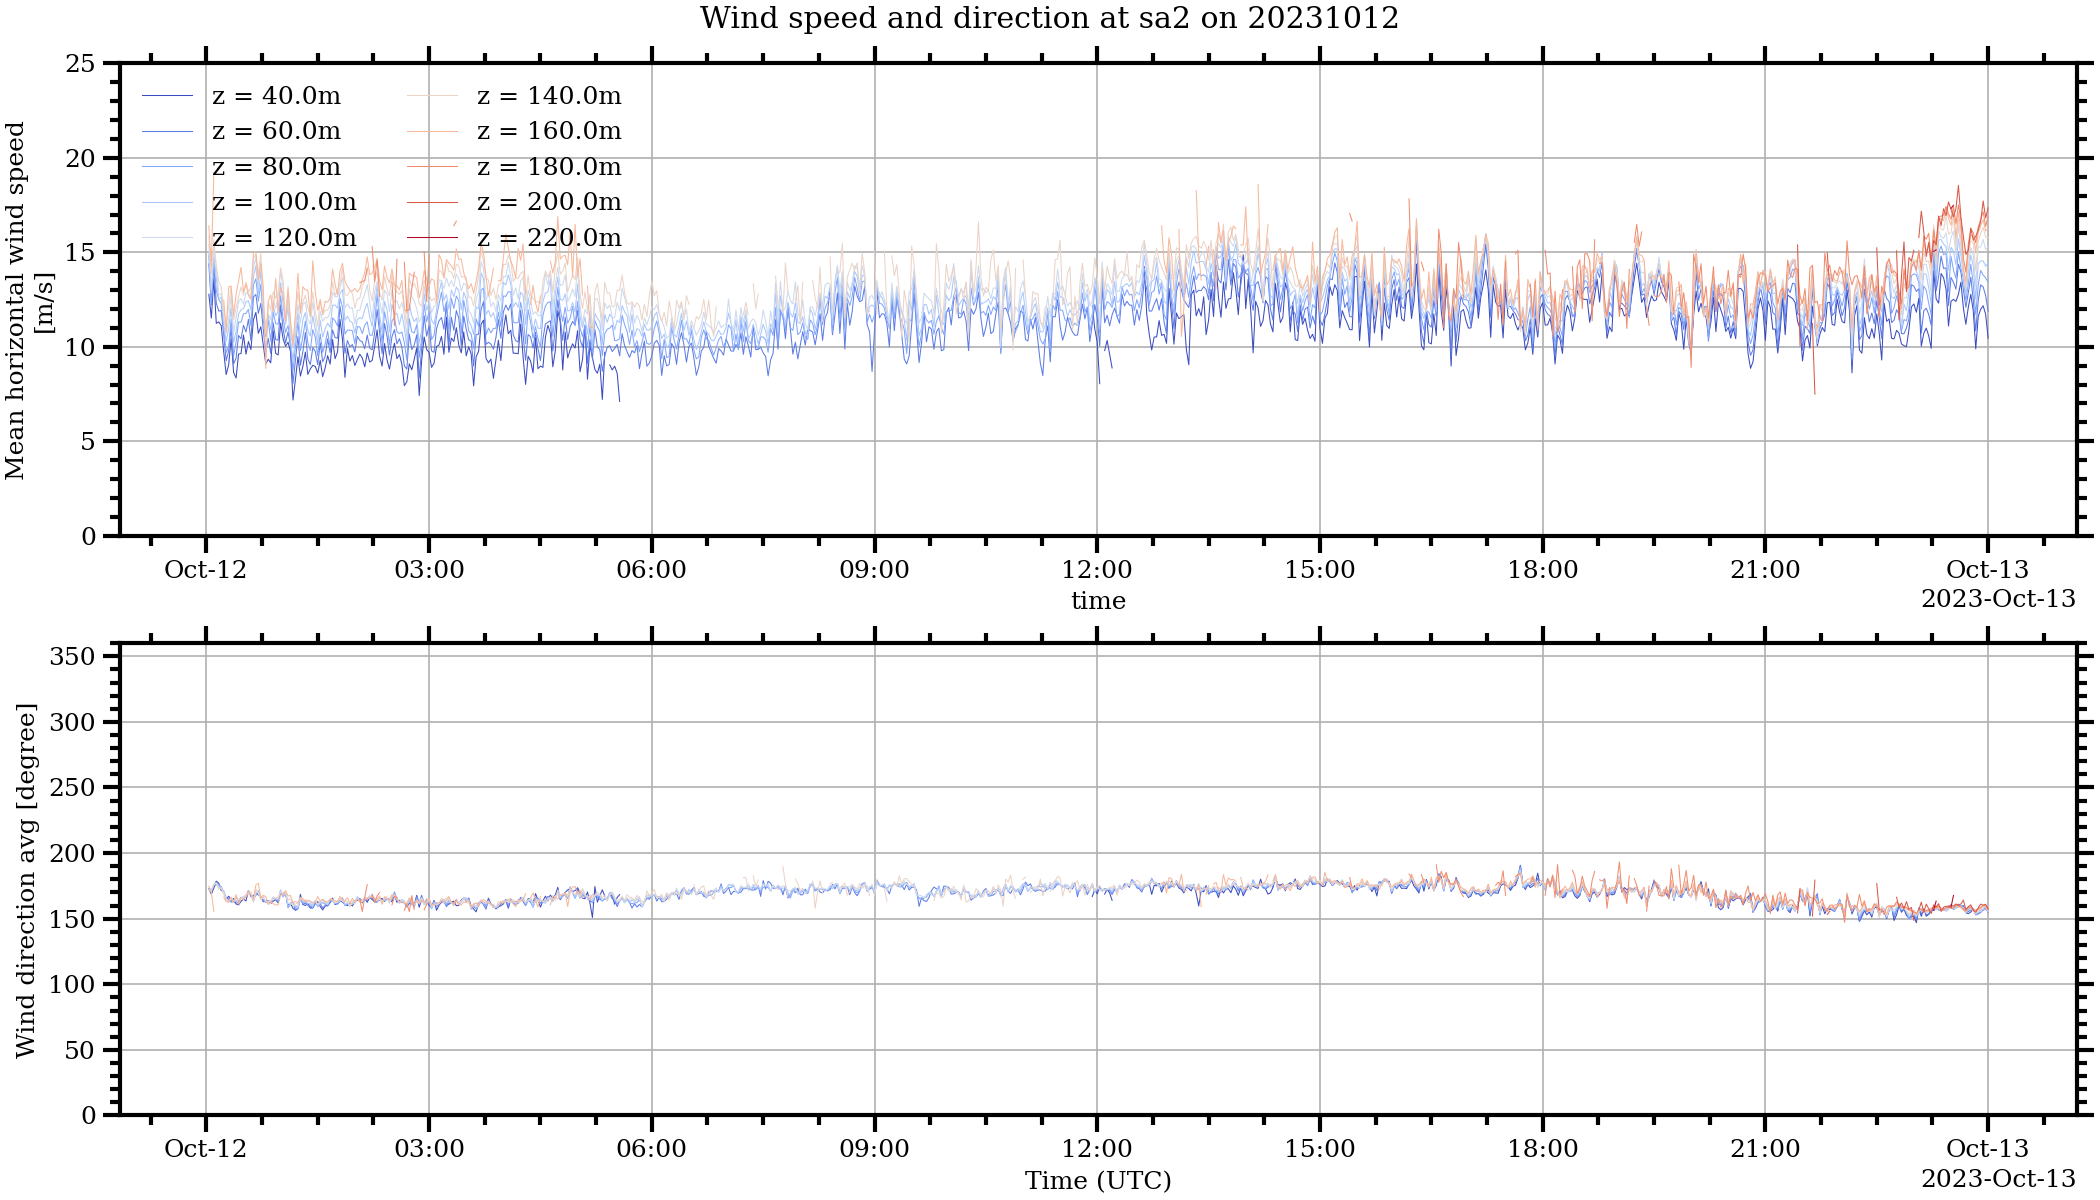 Wind speed and direction at sa2 on 20231012
Mean horizontal wind speed
[m/s]
25
20
15
10
5
0
z = 40.0m
z = 60.0m
z = 80.0m
z = 100.0m
z = 120.0m
z = 140.0m
z = 160.0m
z = 180.0m
z = 200.0m
z = 220.0m
Oct-12 03:00 06:00 09:00 12:00 15:00 18:00 21:00 Oct-13
time
2023-Oct-13
Wind direction avg [degree]
350
300
250
200
150
100
50
0
Oct-12 03:00 06:00 09:00 12:00 15:00 18:00 21:00 Oct-13
Time (UTC)
2023-Oct-13